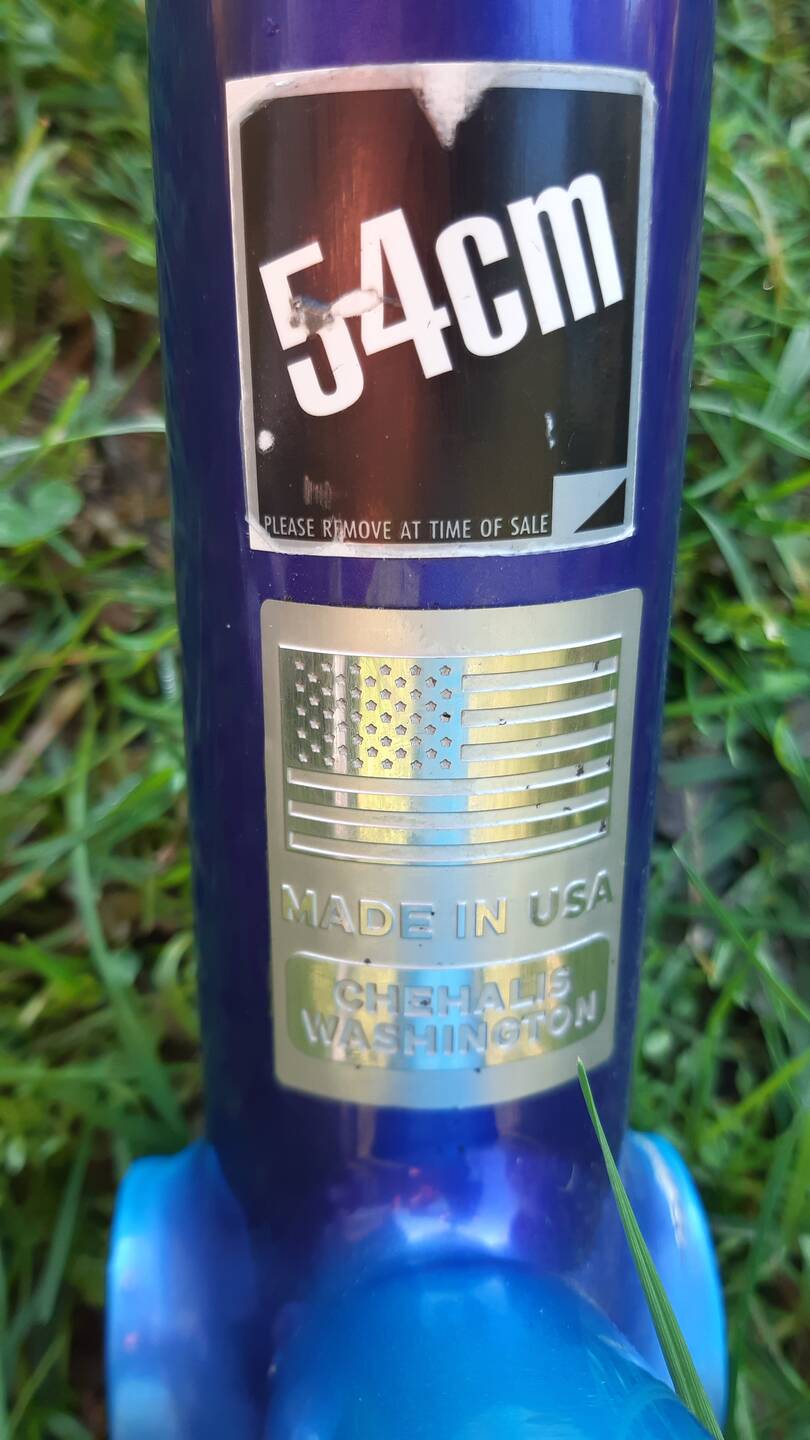 54cm
PLEASE REMOVE AT TIME OF SALE
MADE IN USA
CHEHALIS
WASHINGTON